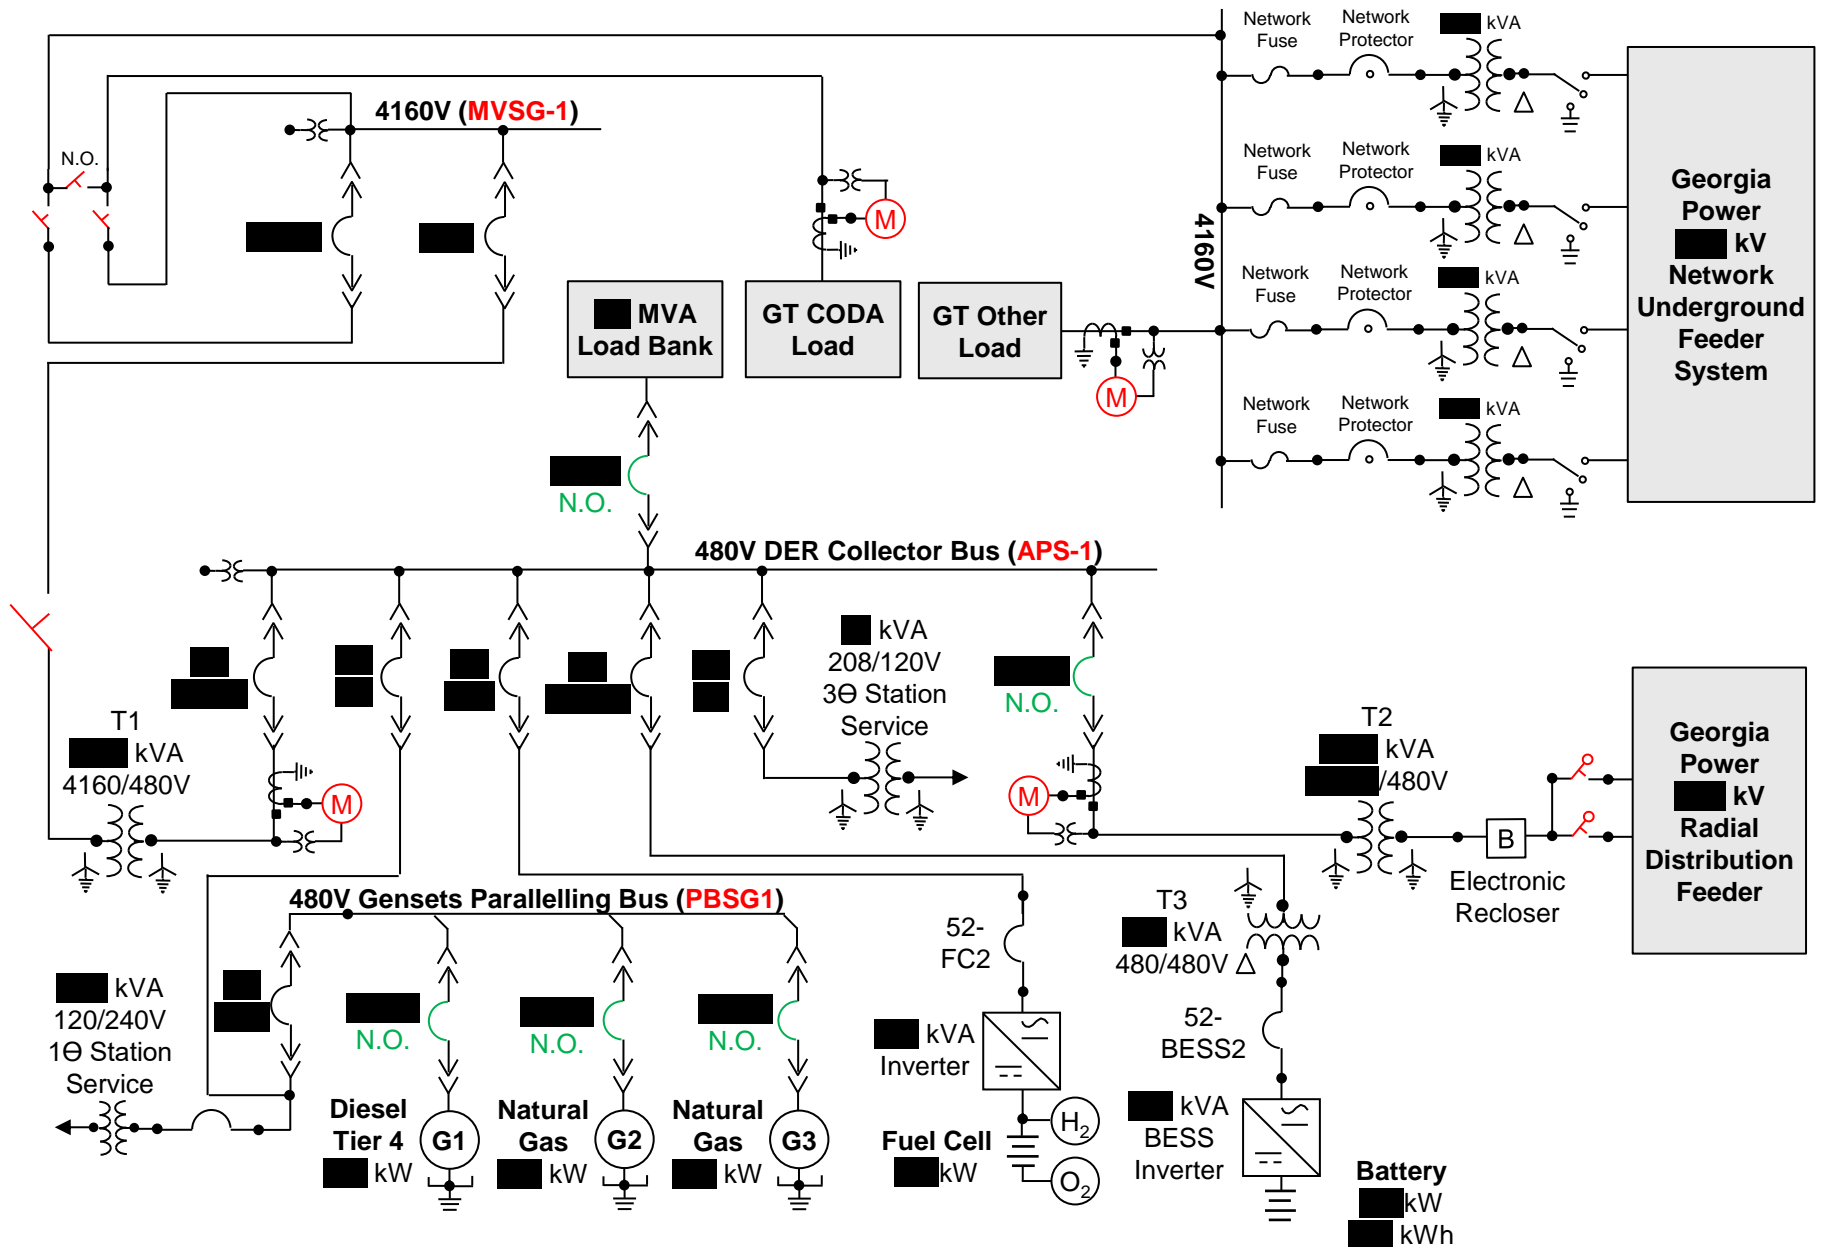 Network
Fuse
Network
Protector
kVA
4160V (MVSG-1)
N.O.
M
Network
Fuse
Network
Protector
kVA
Georgia
Power
kV
Network
Underground
Feeder
System
4160V
Network
Fuse
Network
Protector
kVA
MVA
Load Bank
GT CODA
Load
GT Other
Load
M
Network
Fuse
Network
Protector
kVA
N.O.
480V DER Collector Bus (APS-1)
kVA
208/120V
3Ɵ Station
Service
N.O.
T1
kVA
4160/480V
M
M
T2
kVA
/480V
B
Electronic
Recloser
Georgia
Power
kV
Radial
Distribution
Feeder
480V Gensets Parallelling Bus (PBSG1)
52-
FC2
T3
kVA
480/480V
52-
BESS2
kVA
120/240V
1Ɵ Station
Service
N.O.
N.O.
N.O.
kVA
Inverter
kVA
BESS
Inverter
Diesel
Tier 4
kW
G1
Natural
Gas
kW
G2
Natural
Gas
kW
G3
Fuel Cell
kW
H2
O2
Battery
kW
kWh